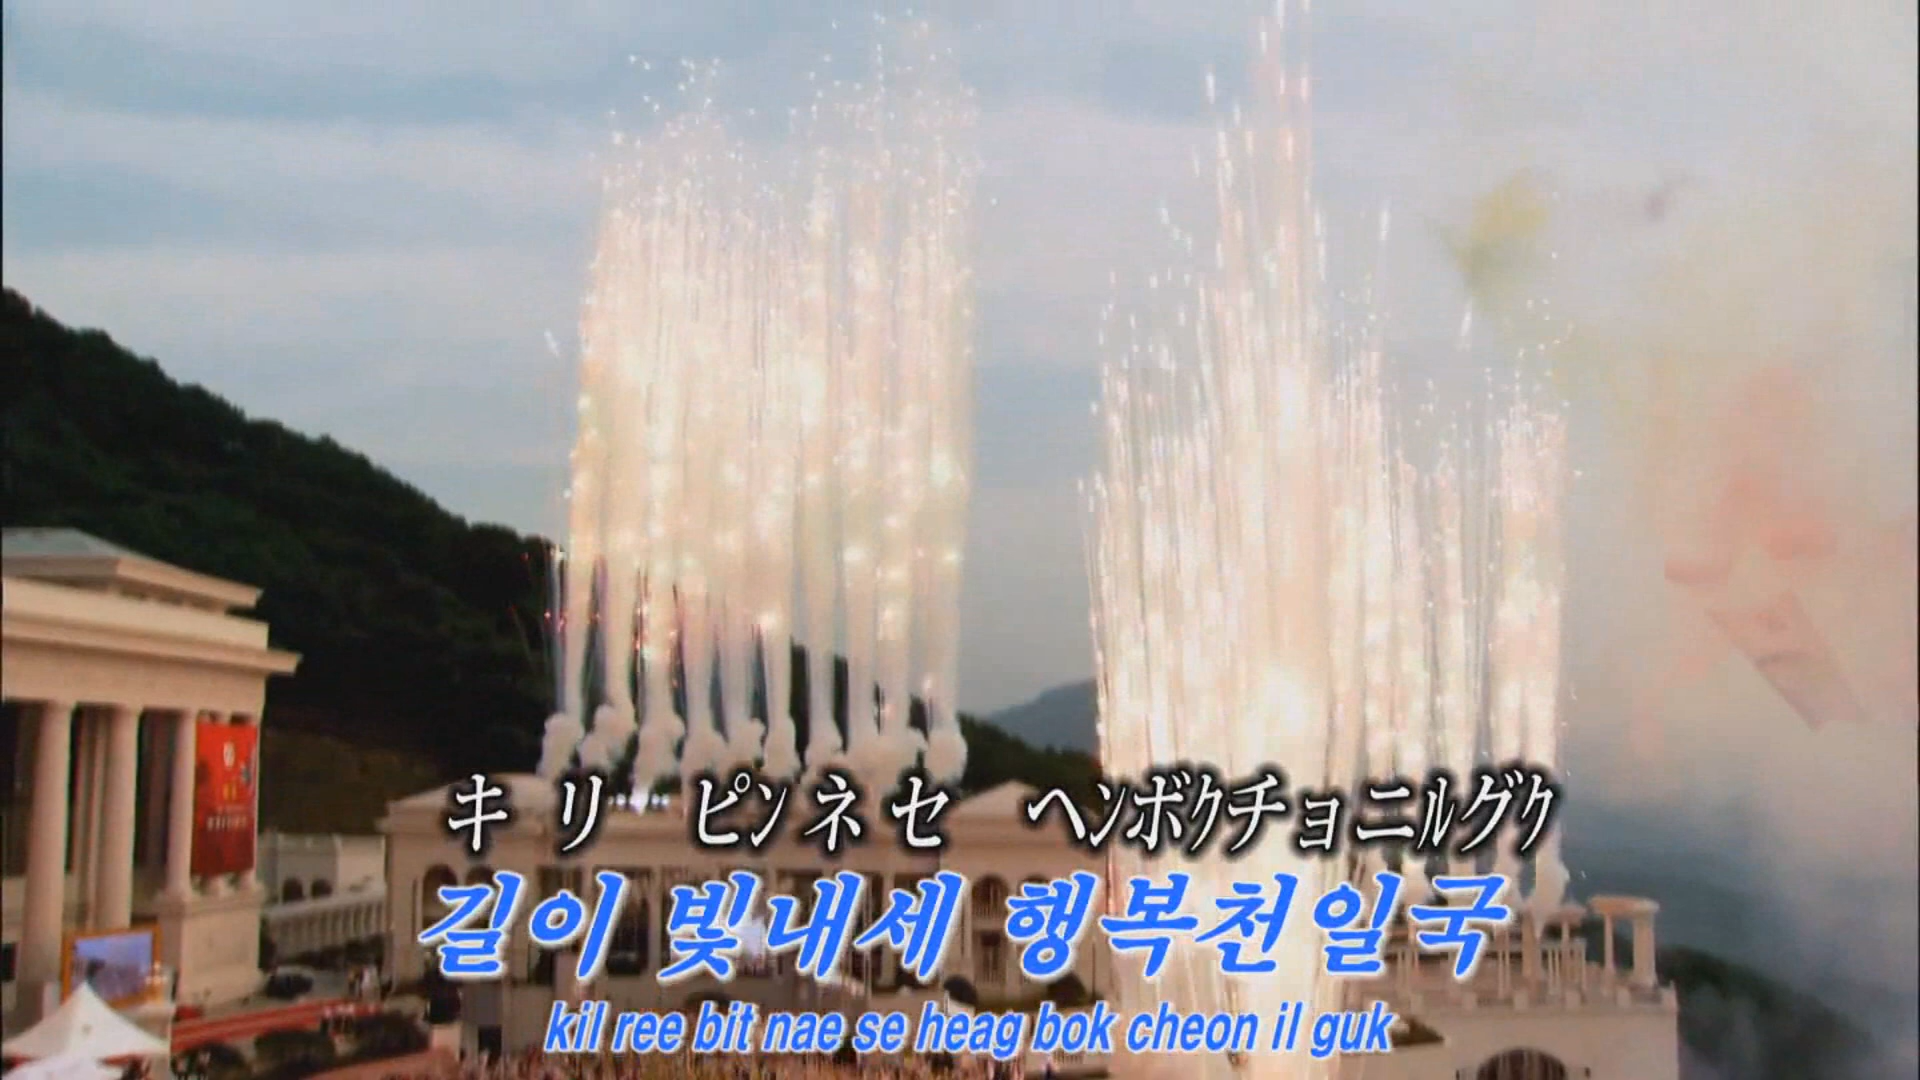 キリ ピンネセ ヘンボクチョニルグク
길이 빛내세 행복천일국
kil ree bit nae se heag bok cheon il guk